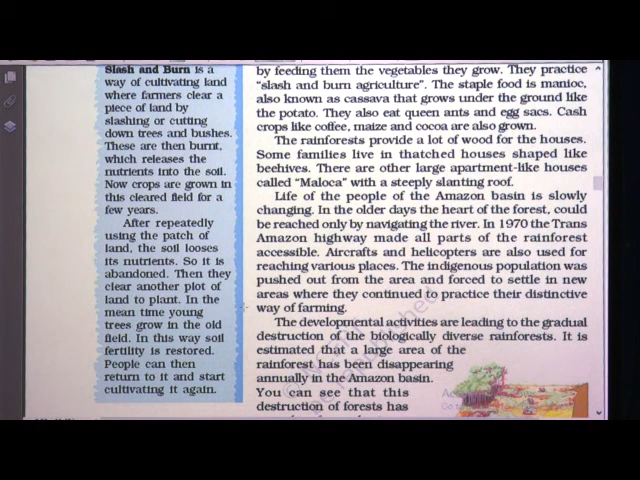 Slash and Burn is a
way of cultivating land
where farmers clear a
piece of land by
slashing or cutting
down trees and bushes.
These are then burnt,
which releases the
nutrients into the soil.
Now crops are grown in
this cleared field for a
few years.
After repeatedly
using the patch of
land, the soil looses
its nutrients. So it is
abandoned. Then they
clear another plot of
land to plant. In the
mean time young
trees grow in the old
field. In this way soil
fertility is restored.
People can then
return to it and start
cultivating it again.
by feeding them the vegetables they grow. They practice
“slash and burn agriculture”. The staple food is manioc,
also known as cassava that grows under the ground like
the potato. They also eat queen ants and egg sacs. Cash
crops like coffee, maize and cocoa are also grown.
The rainforests provide a lot of wood for the houses.
Some families live in thatched houses shaped like
beehives. There are other large apartment-like houses
called “Maloca” with a steeply slanting roof.
Life of the people of the Amazon basin is slowly
changing. In the older days the heart of the forest, could
be reached only by navigating the river. In 1970 the Trans
Amazon highway made all parts of the rainforest
accessible. Aircrafts and helicopters are also used for
reaching various places. The indigenous population was
pushed out from the area and forced to settle in new
areas where they continued to practice their distinctive
way of farming.
The developmental activities are leading to the gradual
destruction of the biologically diverse rainforests. It is
estimated that a large area of the
rainforest has been disappearing
annually in the Amazon basin.
You can see that this
destruction of forests has